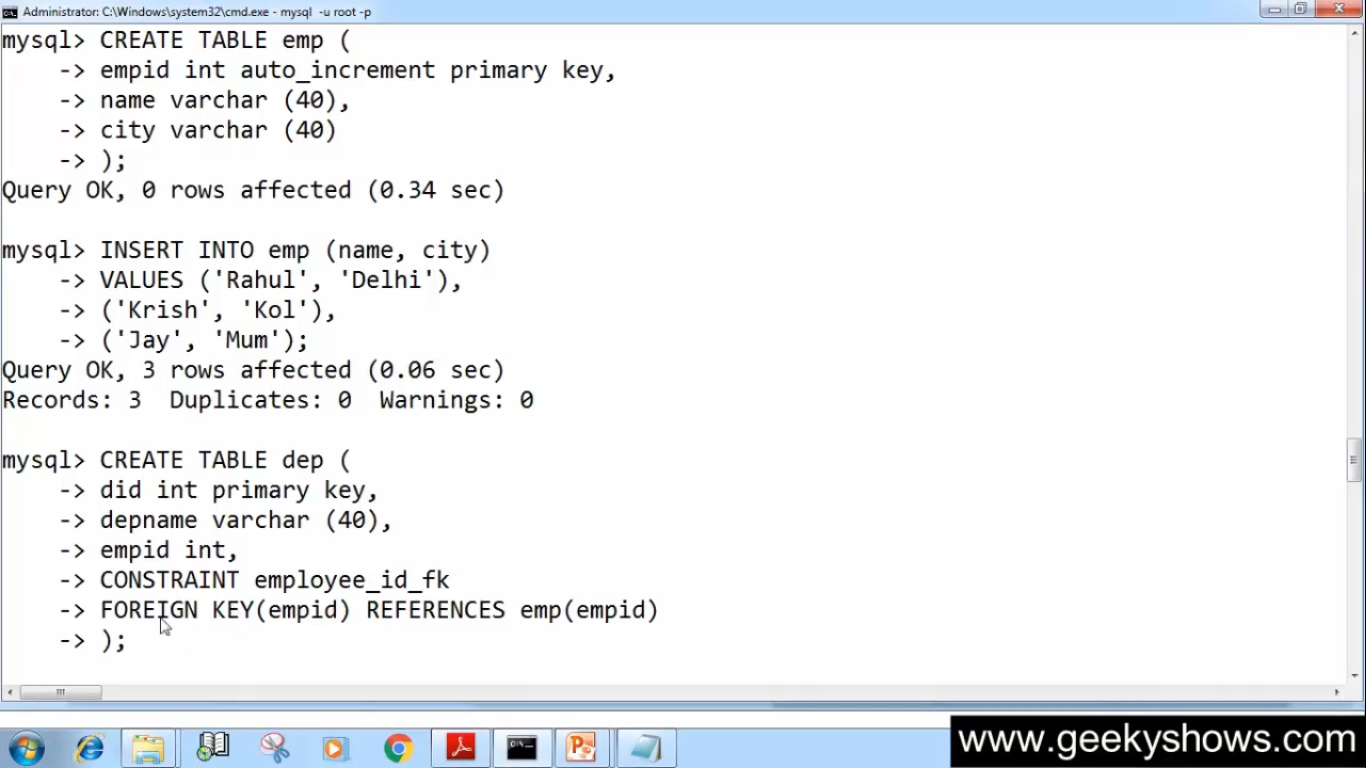 Administrator: C:\Windows\system32\cmd.exe - mysql -u root -p
mysql> CREATE TABLE emp (
    -> empid int auto_increment primary key,
    -> name varchar (40),
    -> city varchar (40)
    -> );
Query OK, 0 rows affected (0.34 sec)
mysql> INSERT INTO emp (name, city)
    -> VALUES ('Rahul', 'Delhi'),
    -> ('Krish', 'Kol'),
    -> ('Jay', 'Mum');
Query OK, 3 rows affected (0.06 sec)
Records: 3  Duplicates: 0  Warnings: 0
mysql> CREATE TABLE dep (
    -> did int primary key,
    -> depname varchar (40),
    -> empid int,
    -> CONSTRAINT employee_id_fk
    -> FOREIGN KEY(empid) REFERENCES emp(empid)
    -> );
www.geekyshows.com